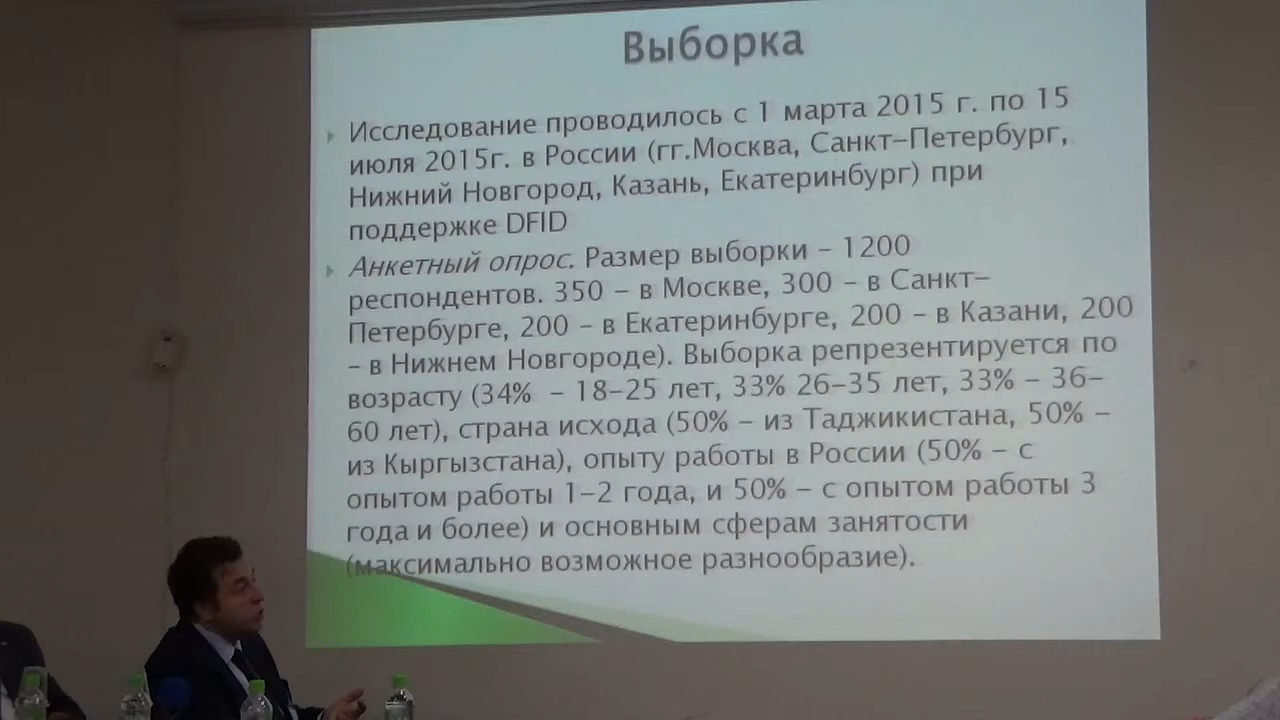 Выборка
Исследование проводилось с 1 марта 2015 г. по 15
июля 2015г. в России (гг.Москва, Санкт-Петербург,
Нижний Новгород, Казань, Екатеринбург) при
поддержке DFID
Анкетный опрос. Размер выборки – 1200
респондентов. 350 – в Москве, 300 – в Санкт-
Петербурге, 200 – в Екатеринбурге, 200 – в Казани, 200
– в Нижнем Новгороде). Выборка репрезентируется по
возрасту (34% – 18-25 лет, 33% 26-35 лет, 33% – 36-
60 лет), страна исхода (50% – из Таджикистана, 50% –
из Кыргызстана), опыту работы в России (50% – с
опытом работы 1-2 года, и 50% – с опытом работы 3
года и более) и основным сферам занятости
(максимально возможное разнообразие).